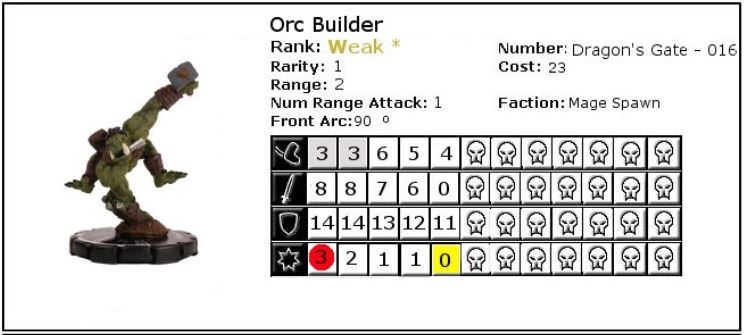 Orc Builder
Rank: Weak *
Number: Dragon's Gate - 016
Rarity: 1
Cost: 23
Range: 2
Num Range Attack: 1
Faction: Mage Spawn
Front Arc:90 º
3 3 6 5 4
8 8 7 6 0
14 14 13 12 11
3 2 1 1 0